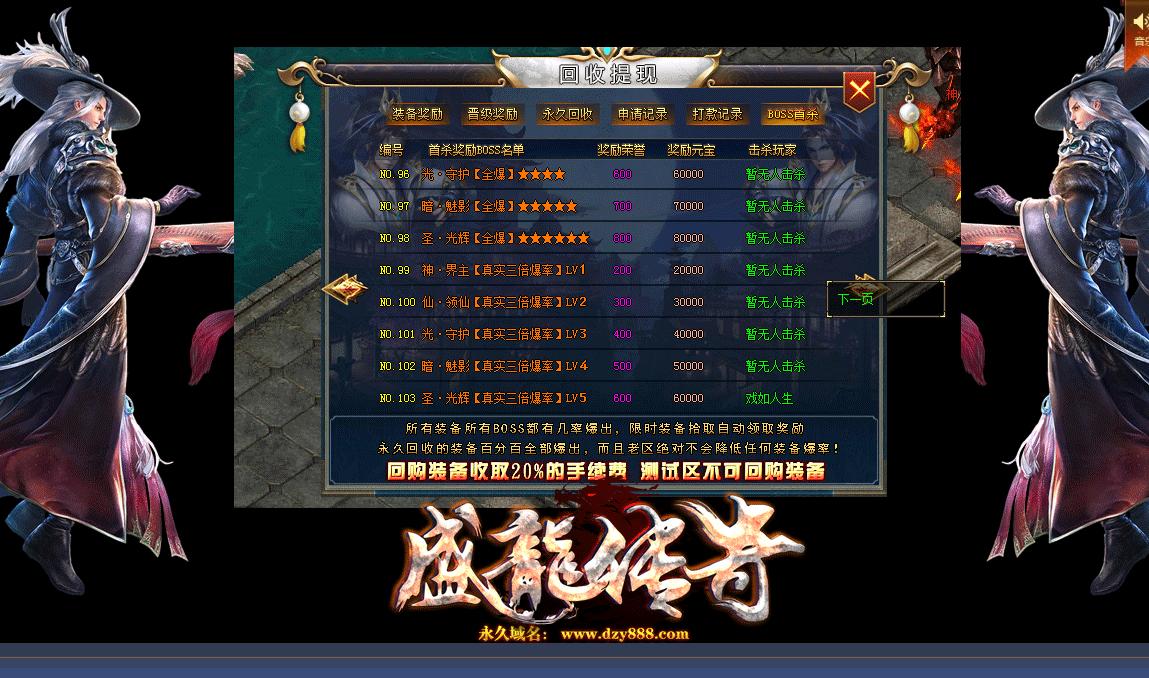 音乐
神
回收提现
装备奖励 晋级奖励 永久回收 申请记录 打款记录 BOSS首杀
编号 首杀奖励BOSS名单 奖励荣誉 奖励元宝 击杀玩家
NO.96 光·守护【全爆】★★★★ 600 60000 暂无人击杀
NO.97 暗·魅影【全爆】★★★★★ 700 70000 暂无人击杀
NO.98 圣·光辉【全爆】★★★★★★ 800 80000 暂无人击杀
NO.99 神·界主【真实三倍爆率】LV1 200 20000 暂无人击杀
NO.100 仙·领仙【真实三倍爆率】LV2 300 30000 暂无人击杀
下一页
NO.101 光·守护【真实三倍爆率】LV3 400 40000 暂无人击杀
NO.102 暗·魅影【真实三倍爆率】LV4 500 50000 暂无人击杀
NO.103 圣·光辉【真实三倍爆率】LV5 600 60000 戏如人生
所有装备所有BOSS都有几率爆出，限时装备拾取自动领取奖励
永久回收的装备百分百全部爆出，而且老区绝对不会降低任何装备爆率！
回购装备收取20%的手续费 测试区不可回购装备
盛龍传奇
永久域名： www.dzy888.com